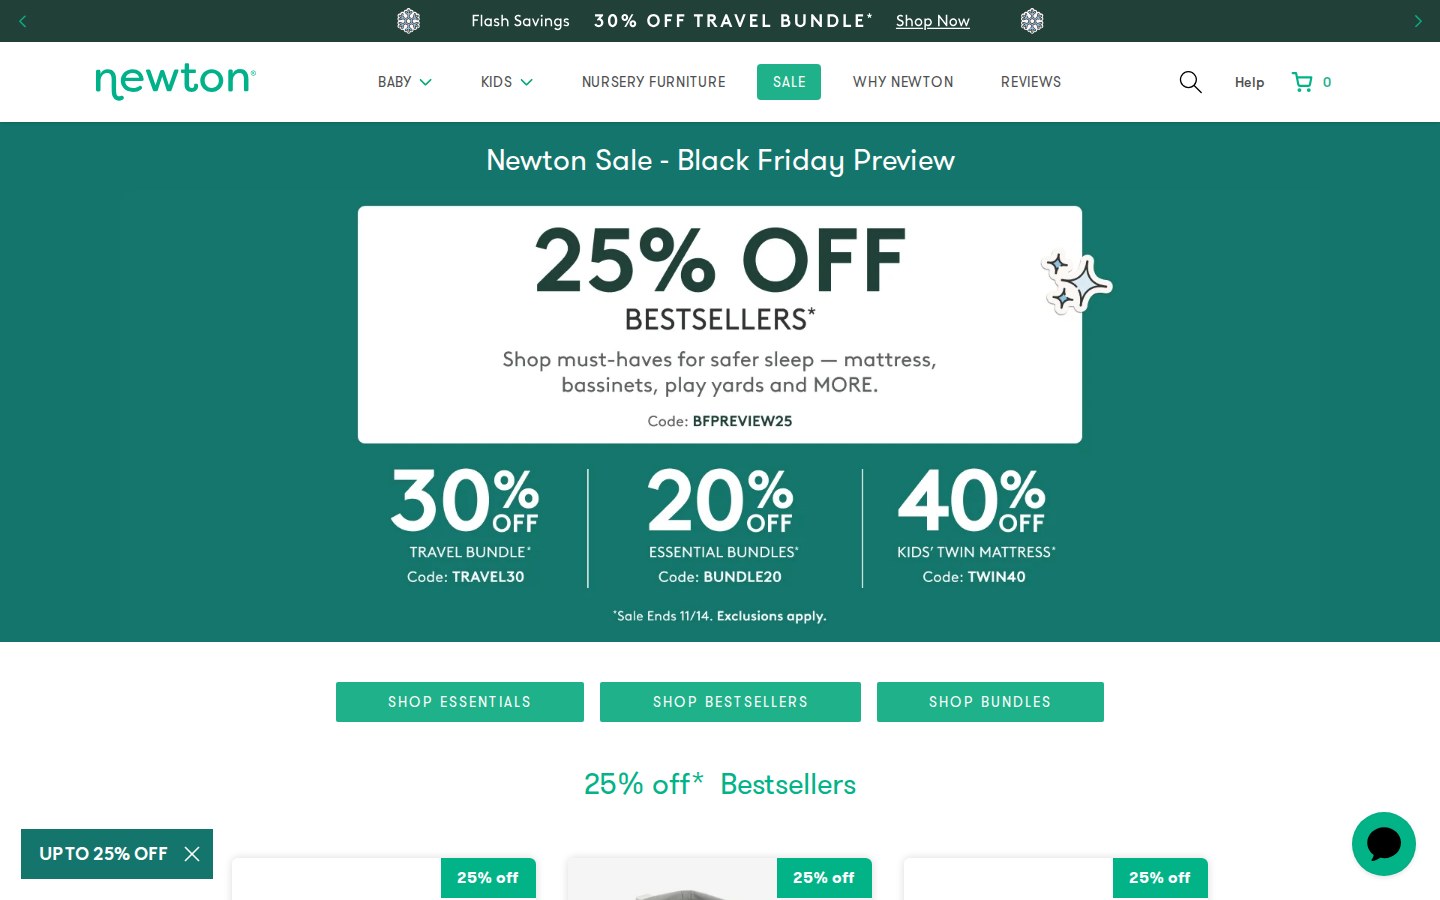 Flash Savings 30% OFF TRAVEL BUNDLE* Shop Now
newton®
BABY KIDS NURSERY FURNITURE SALE WHY NEWTON REVIEWS Help 0
Newton Sale - Black Friday Preview
25% OFF
BESTSELLERS*
Shop must-haves for safer sleep — mattress,
bassinets, play yards and MORE.
Code: BFPREVIEW25
30% OFF
TRAVEL BUNDLE*
Code: TRAVEL30
20% OFF
ESSENTIAL BUNDLES*
Code: BUNDLE20
40% OFF
KIDS' TWIN MATTRESS*
Code: TWIN40
*Sale Ends 11/14. Exclusions apply.
SHOP ESSENTIALS SHOP BESTSELLERS SHOP BUNDLES
25% off* Bestsellers
UP TO 25% OFF
25% off 25% off 25% off